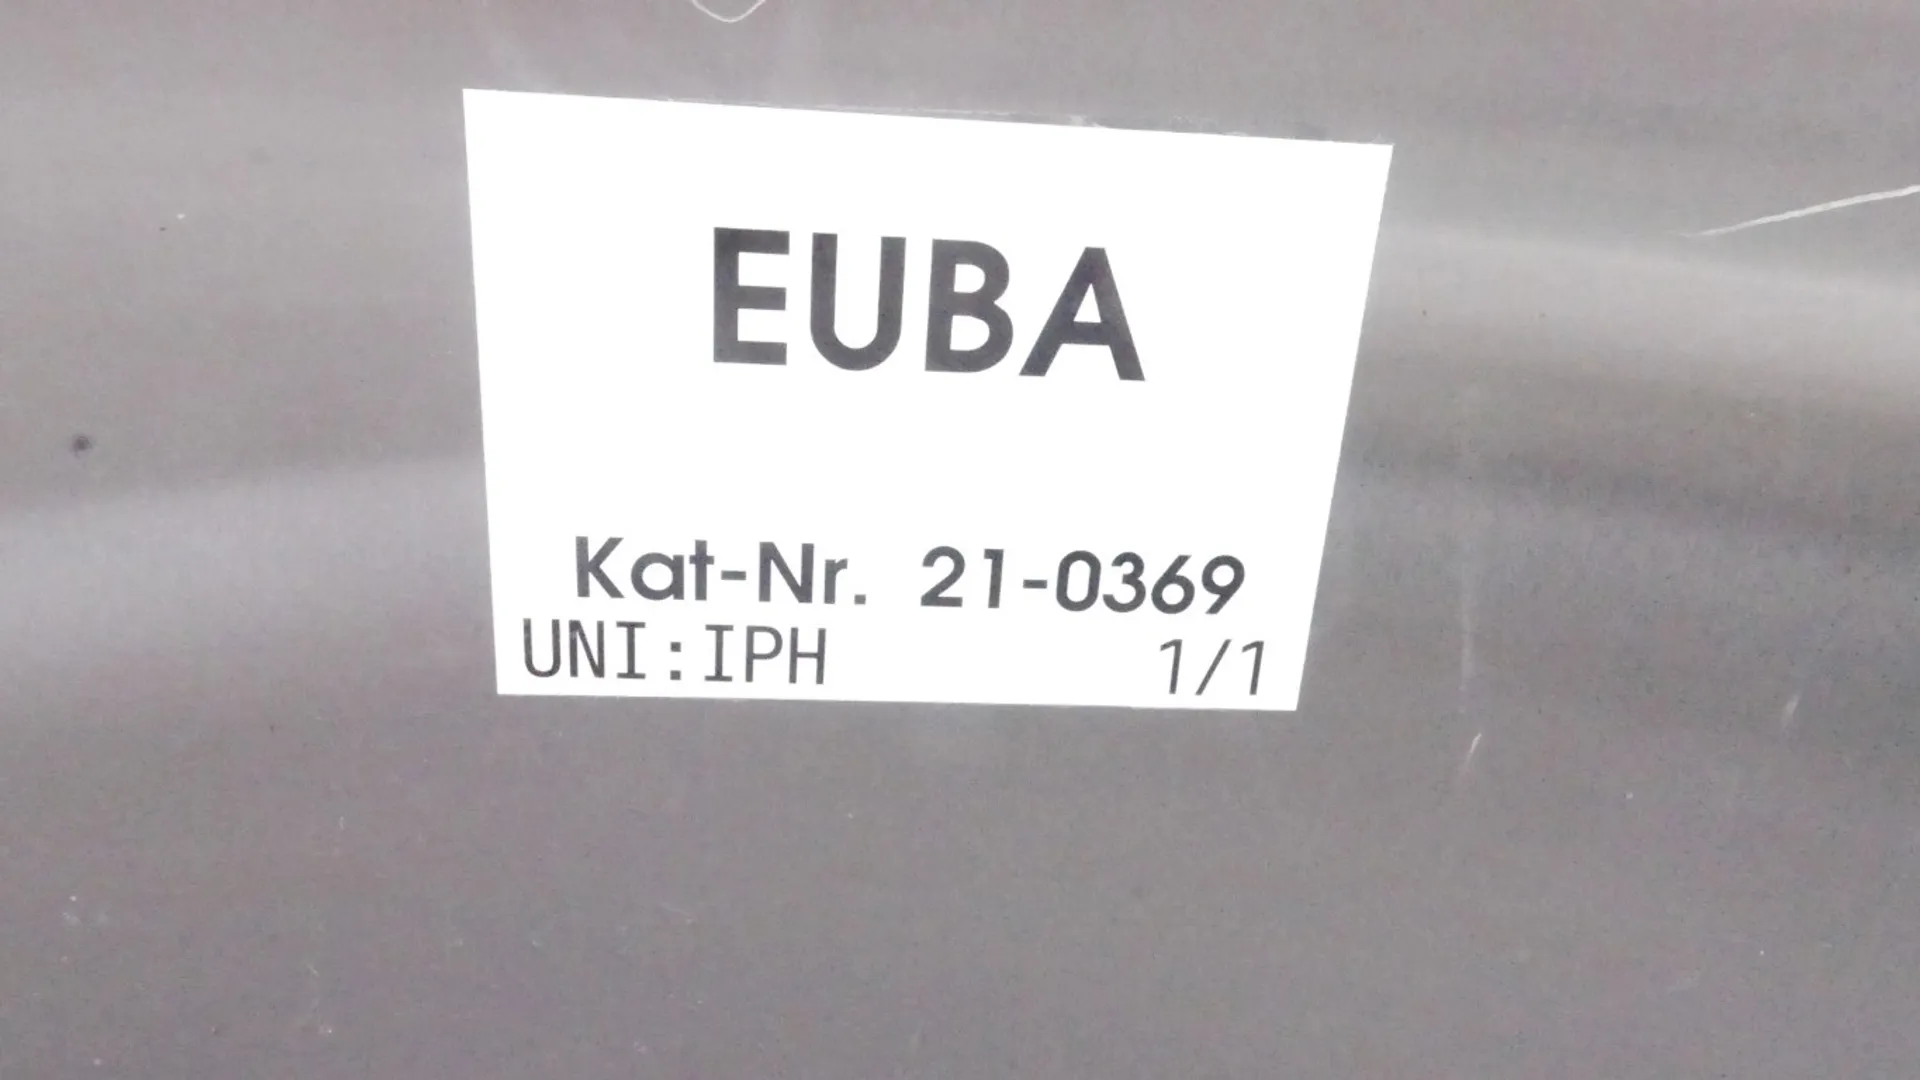 EUBA
Kat-Nr. 21-0369
UNI:IPH 1/1